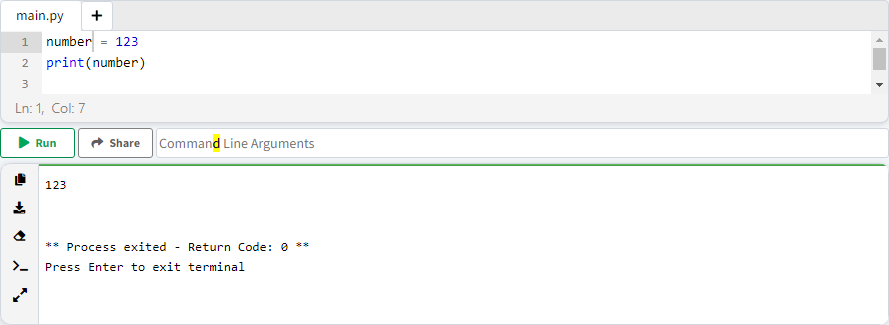 main.py +
1 number = 123
2 print(number)
3
Ln: 1, Col: 7
Run Share Command Line Arguments
123
** Process exited - Return Code: 0 **
Press Enter to exit terminal